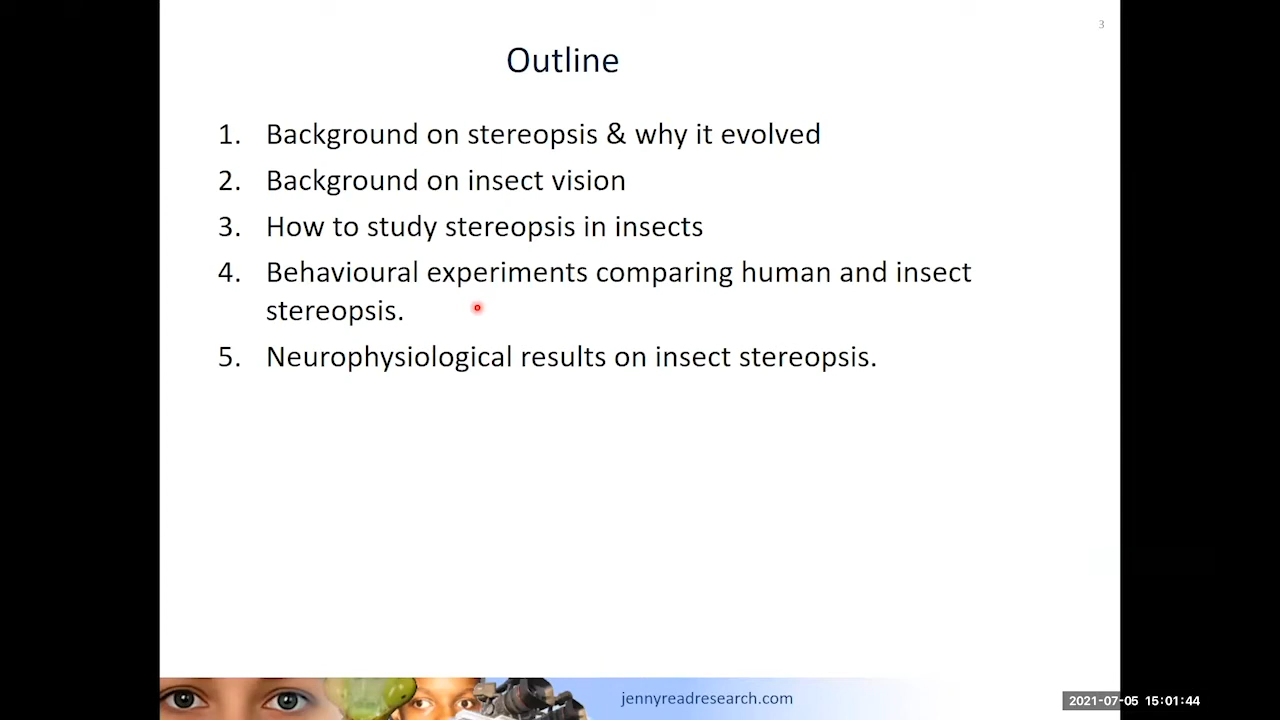 3
Outline
1. Background on stereopsis & why it evolved
2. Background on insect vision
3. How to study stereopsis in insects
4. Behavioural experiments comparing human and insect
stereopsis.
5. Neurophysiological results on insect stereopsis.
jennyreadresearch.com
2021-07-05 15:01:44